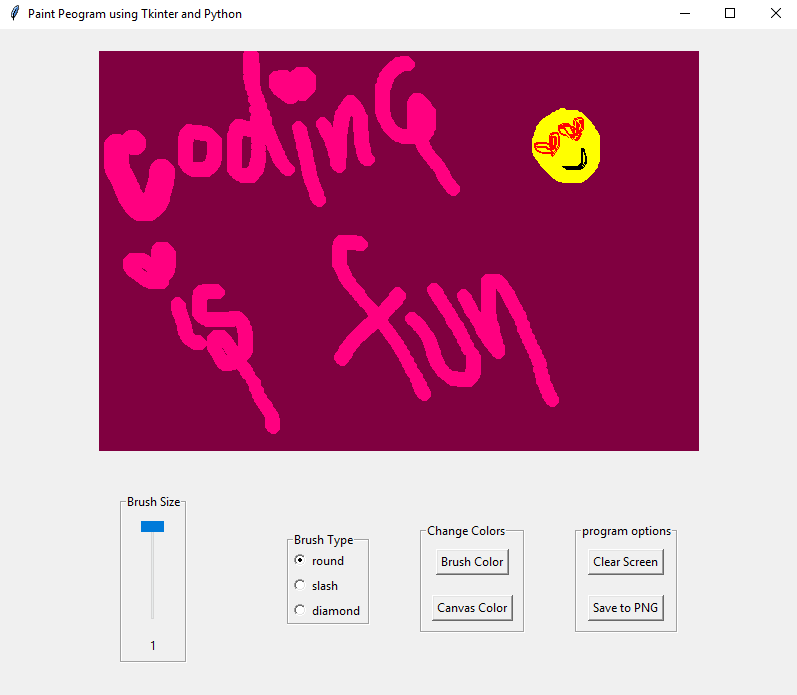 Paint Peogram using Tkinter and Python
coding
is fun
Brush Size
1
Brush Type
round
slash
diamond
Change Colors
Brush Color
Canvas Color
program options
Clear Screen
Save to PNG